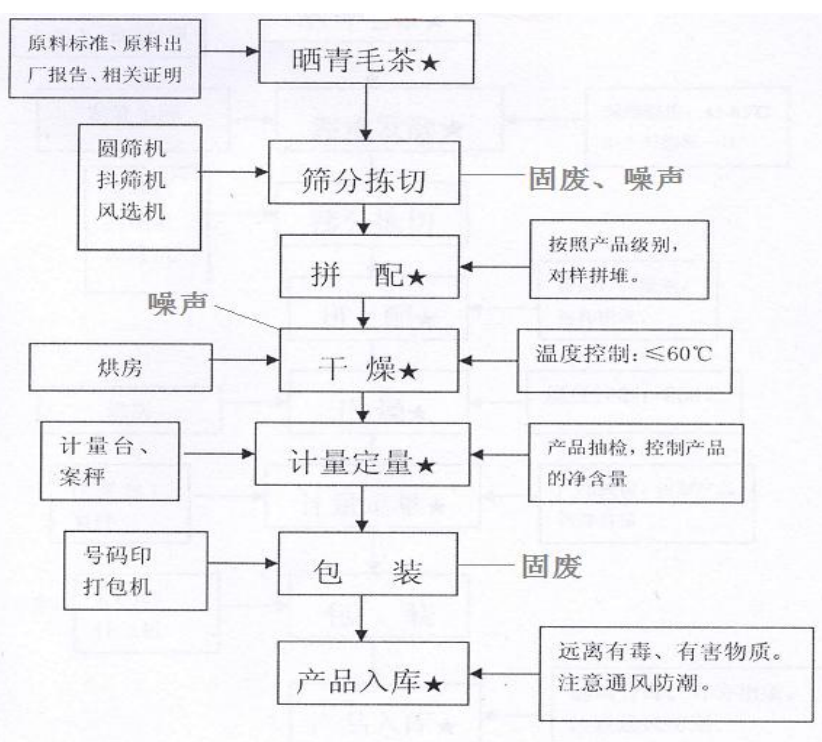 原料标准、原料出
厂报告、相关证明
晒青毛茶★
圆筛机
抖筛机
风选机
筛分拣切
固废、噪声
拼 配★
按照产品级别，
对样拼堆。
噪声
烘房
干 燥★
温度控制：≤60℃
计量台、
案秤
计量定量★
产品抽检，控制产品
的净含量
号码印
打包机
包 装
固废
产品入库★
远离有毒、有害物质。
注意通风防潮。